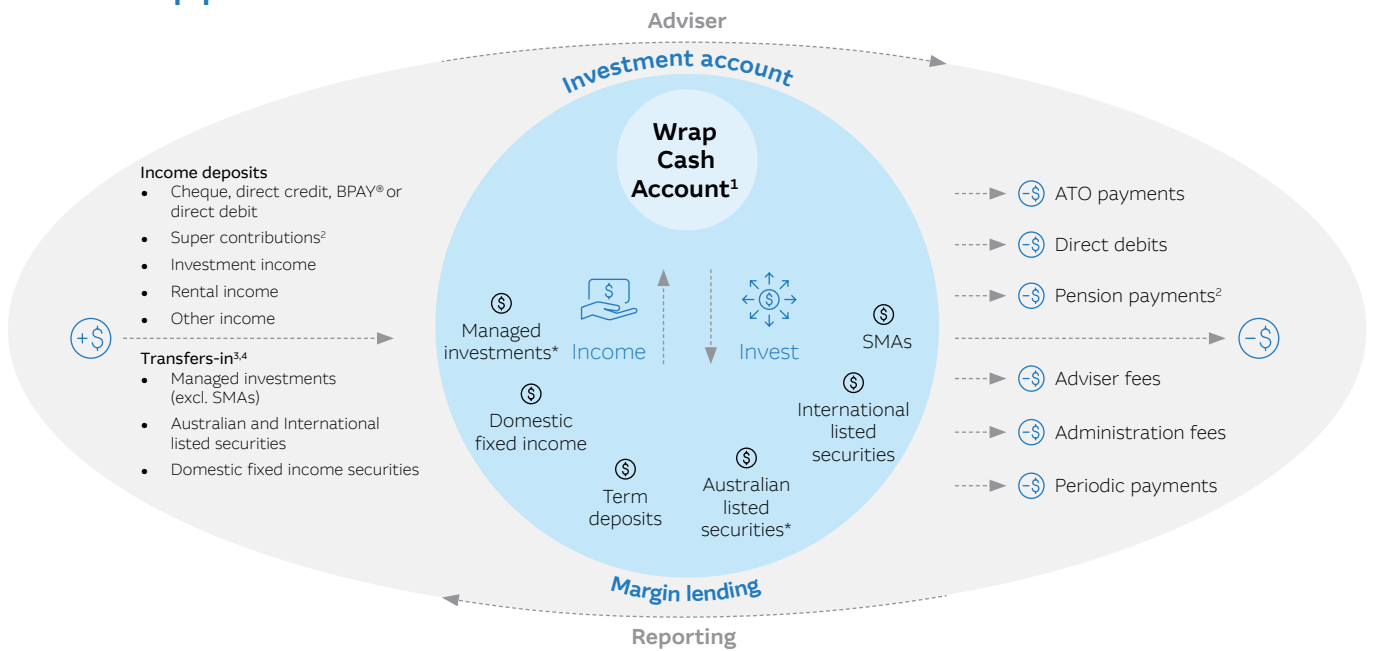 Adviser
Investment account
Wrap
Cash
Account¹
Income deposits
• Cheque, direct credit, BPAY® or
direct debit
• Super contributions²
• Investment income
• Rental income
• Other income
+$
Transfers-in³,⁴
• Managed investments
(excl. SMAs)
• Australian and International
listed securities
• Domestic fixed income securities
$
Managed
investments*
$
Income
$
Invest
$
SMAs
$
Domestic
fixed income
$
International
listed
securities
$
Term
deposits
$
Australian
listed
securities*
-$ ATO payments
-$ Direct debits
-$ Pension payments²
-$
-$ Adviser fees
-$ Administration fees
-$ Periodic payments
Margin lending
Reporting